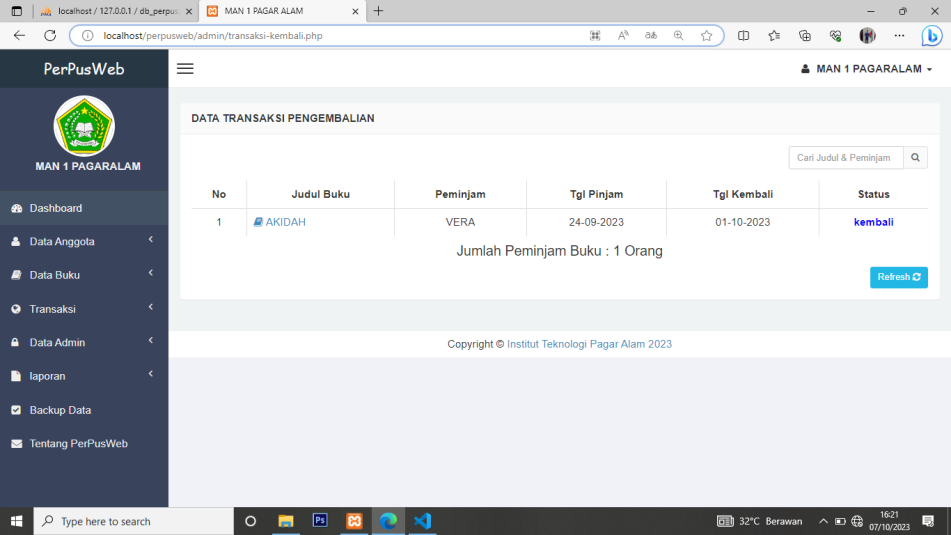 localhost / 127.0.0.1 / db_perpus
MAN 1 PAGAR ALAM
localhost/perpusweb/admin/transaksi-kembali.php
PerPusWeb
MAN 1 PAGARALAM
MAN 1 PAGARALAM
Dashboard
Data Anggota
Data Buku
Transaksi
Data Admin
laporan
Backup Data
Tentang PerPusWeb
DATA TRANSAKSI PENGEMBALIAN
Cari Judul & Peminjam
No Judul Buku Peminjam Tgl Pinjam Tgl Kembali Status
1 AKIDAH VERA 24-09-2023 01-10-2023 kembali
Jumlah Peminjam Buku : 1 Orang
Refresh
Copyright © Institut Teknologi Pagar Alam 2023
Type here to search
Ps
32°C Berawan
16:21
07/10/2023